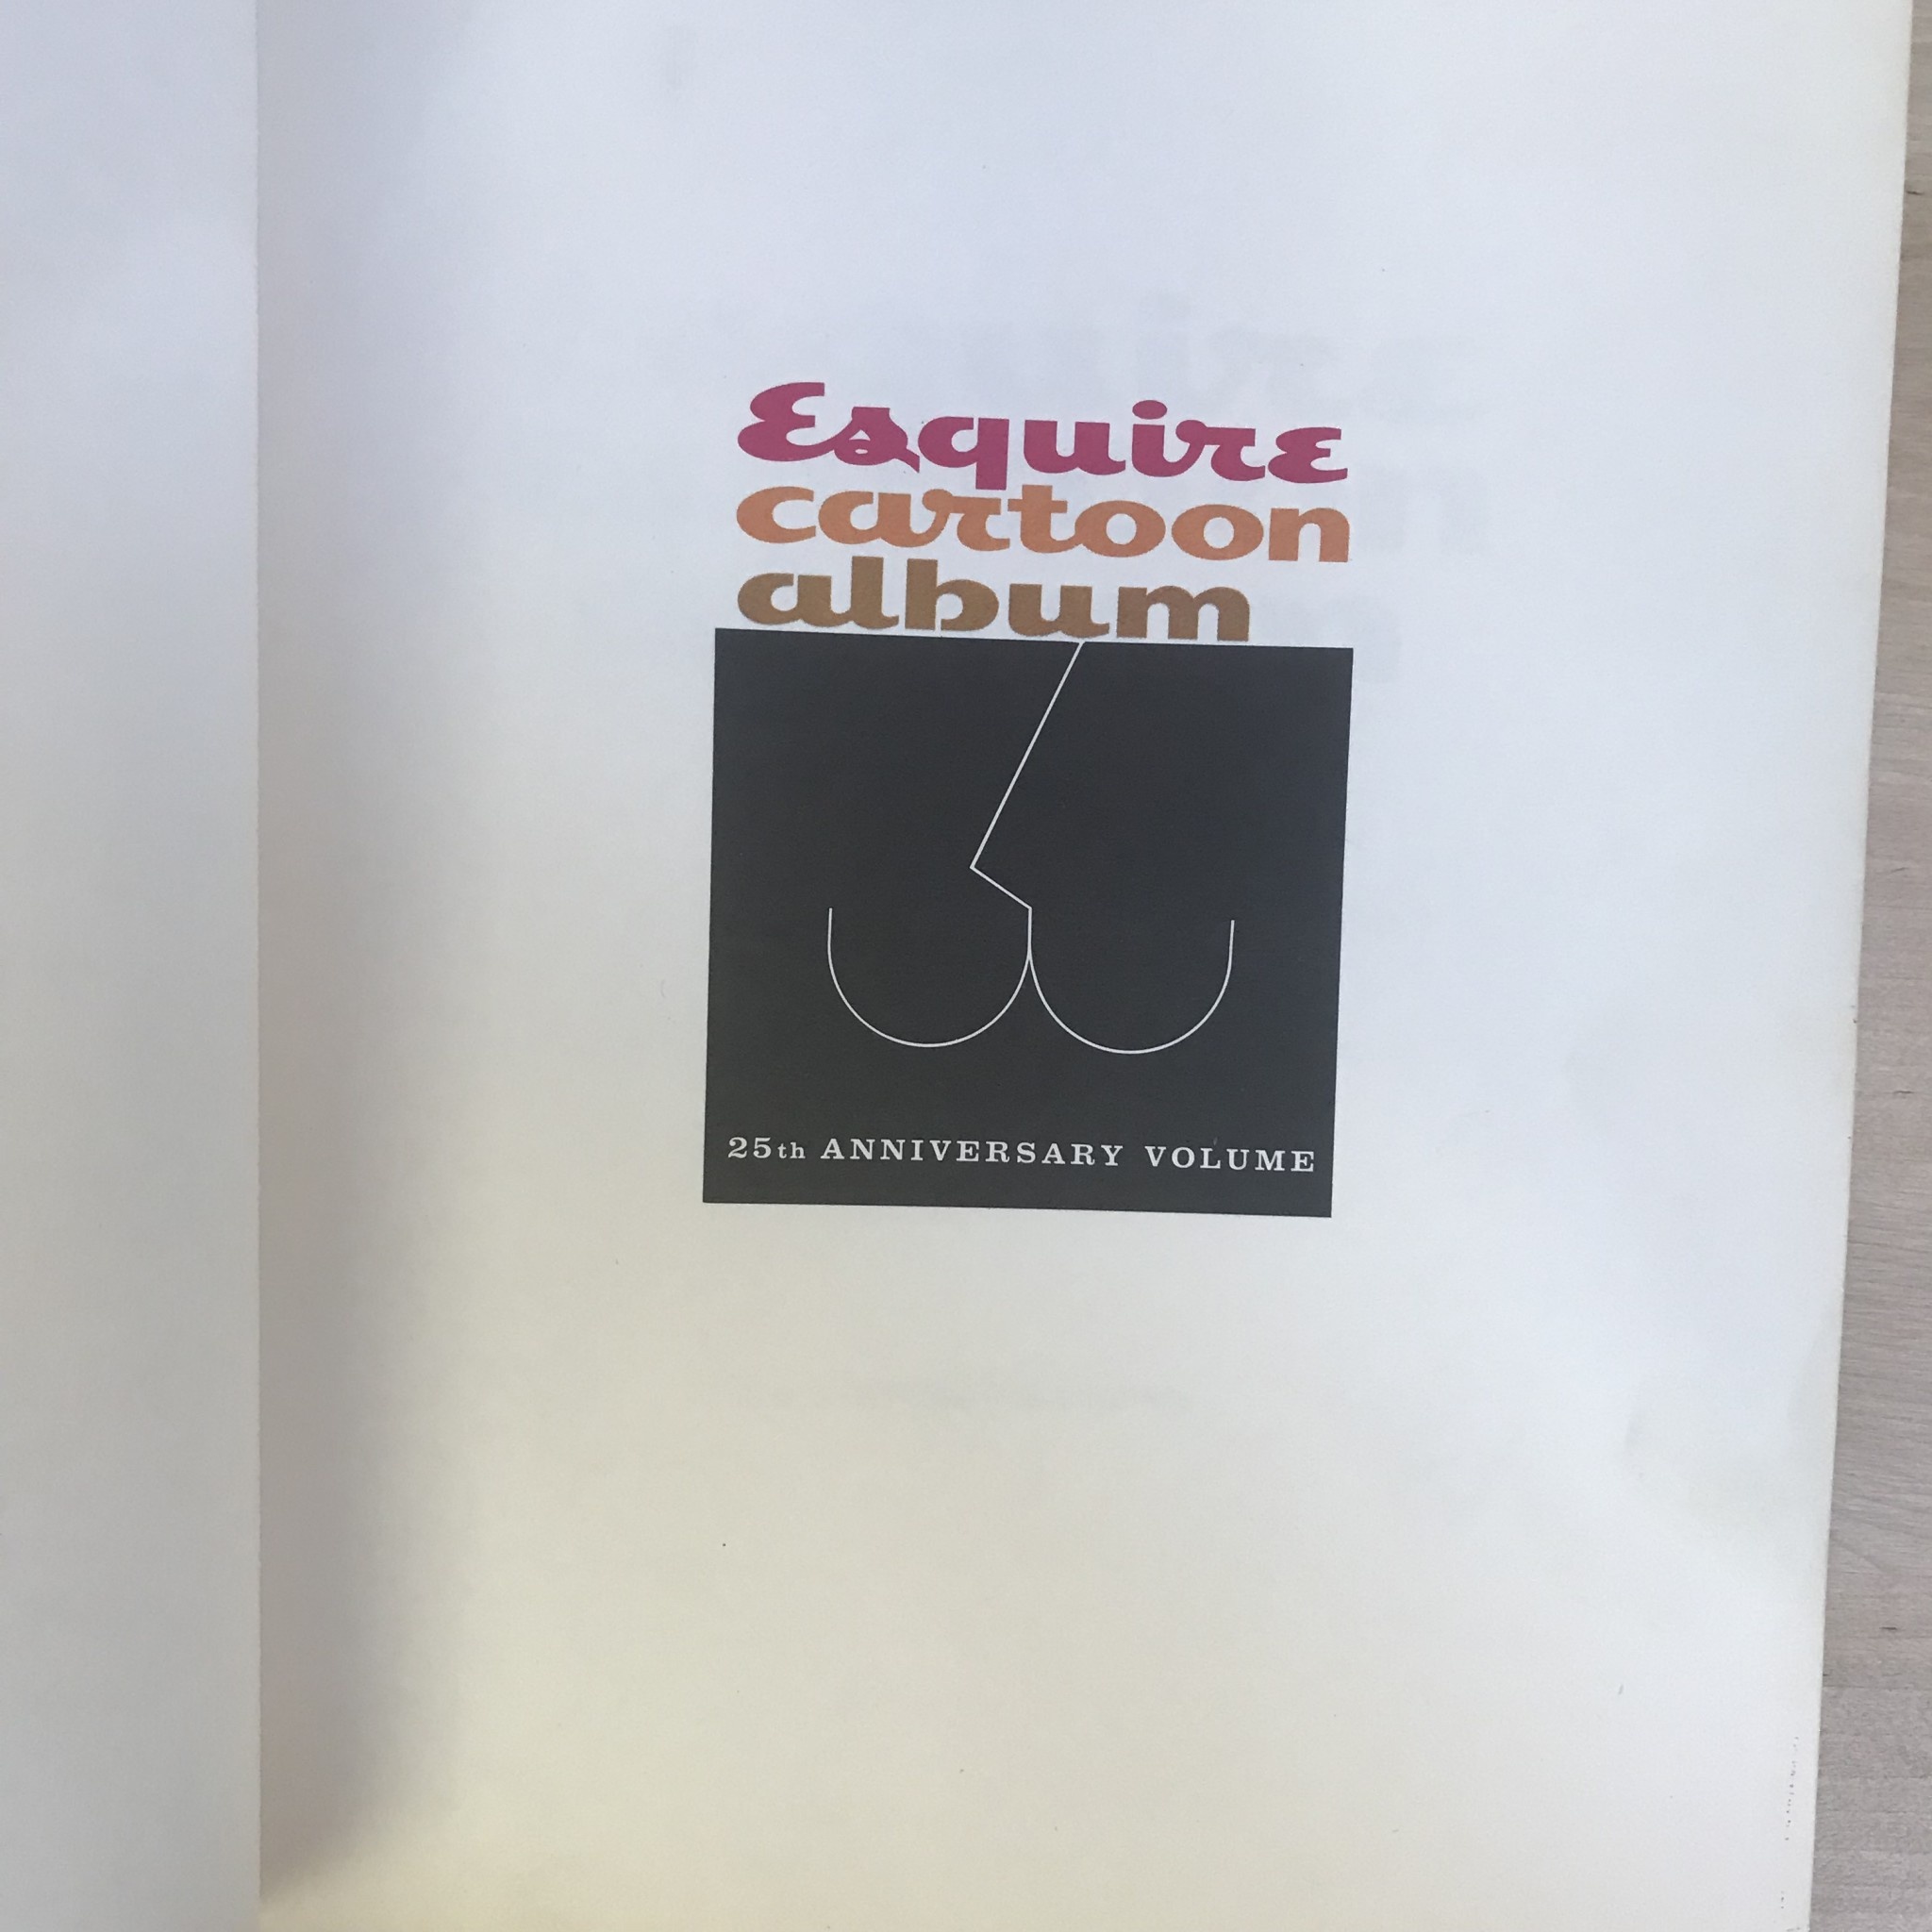 Esquire
cartoon
album
25th ANNIVERSARY VOLUME